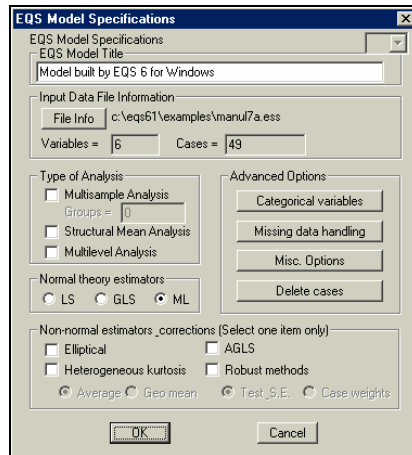 EQS Model Specifications
EQS Model Specifications
EQS Model Title
Model built by EQS 6 for Windows
Input Data File Information
File Info c:\eqs61\examples\manul7a.ess
Variables = 6 Cases = 49
Type of Analysis
Multisample Analysis
Groups = 0
Structural Mean Analysis
Multilevel Analysis
Advanced Options
Categorical variables
Missing data handling
Misc. Options
Delete cases
Normal theory estimators
LS GLS ML
Non-normal estimators _corrections (Select one item only)
Elliptical AGLS
Heterogeneous kurtosis Robust methods
Average Geo mean Test_S.E. Case weights
OK Cancel